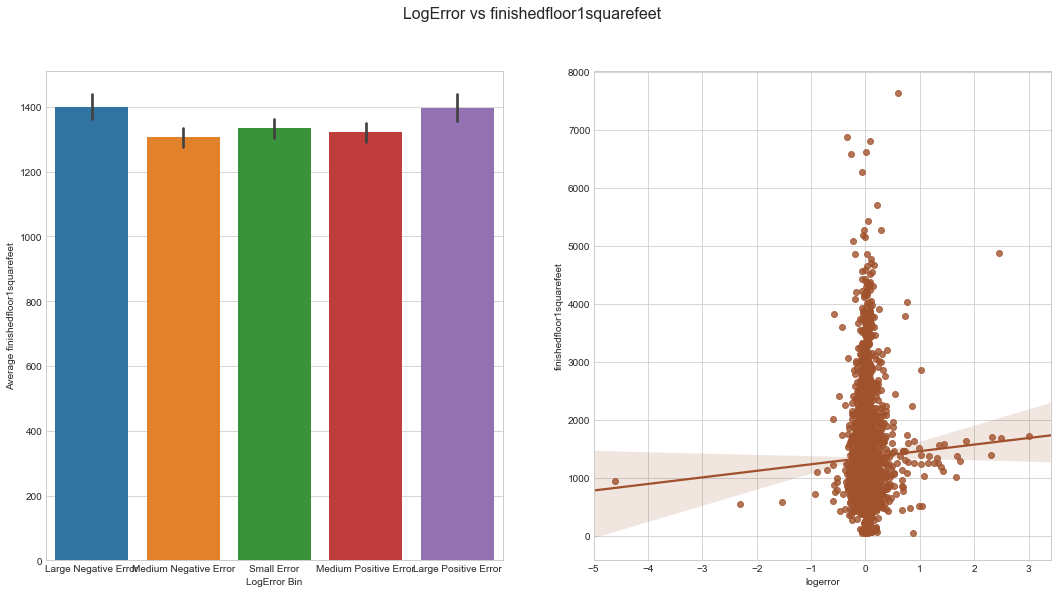 LogError vs finishedfloor1squarefeet
Average finishedfloor1squarefeet
1400
1200
1000
800
600
400
200
0
Large Negative Error
Medium Negative Error
Small Error
Medium Positive Error
Large Positive Error
LogError Bin
finishedfloor1squarefeet
8000
7000
6000
5000
4000
3000
2000
1000
0
−5
−4
−3
−2
−1
0
1
2
3
logerror